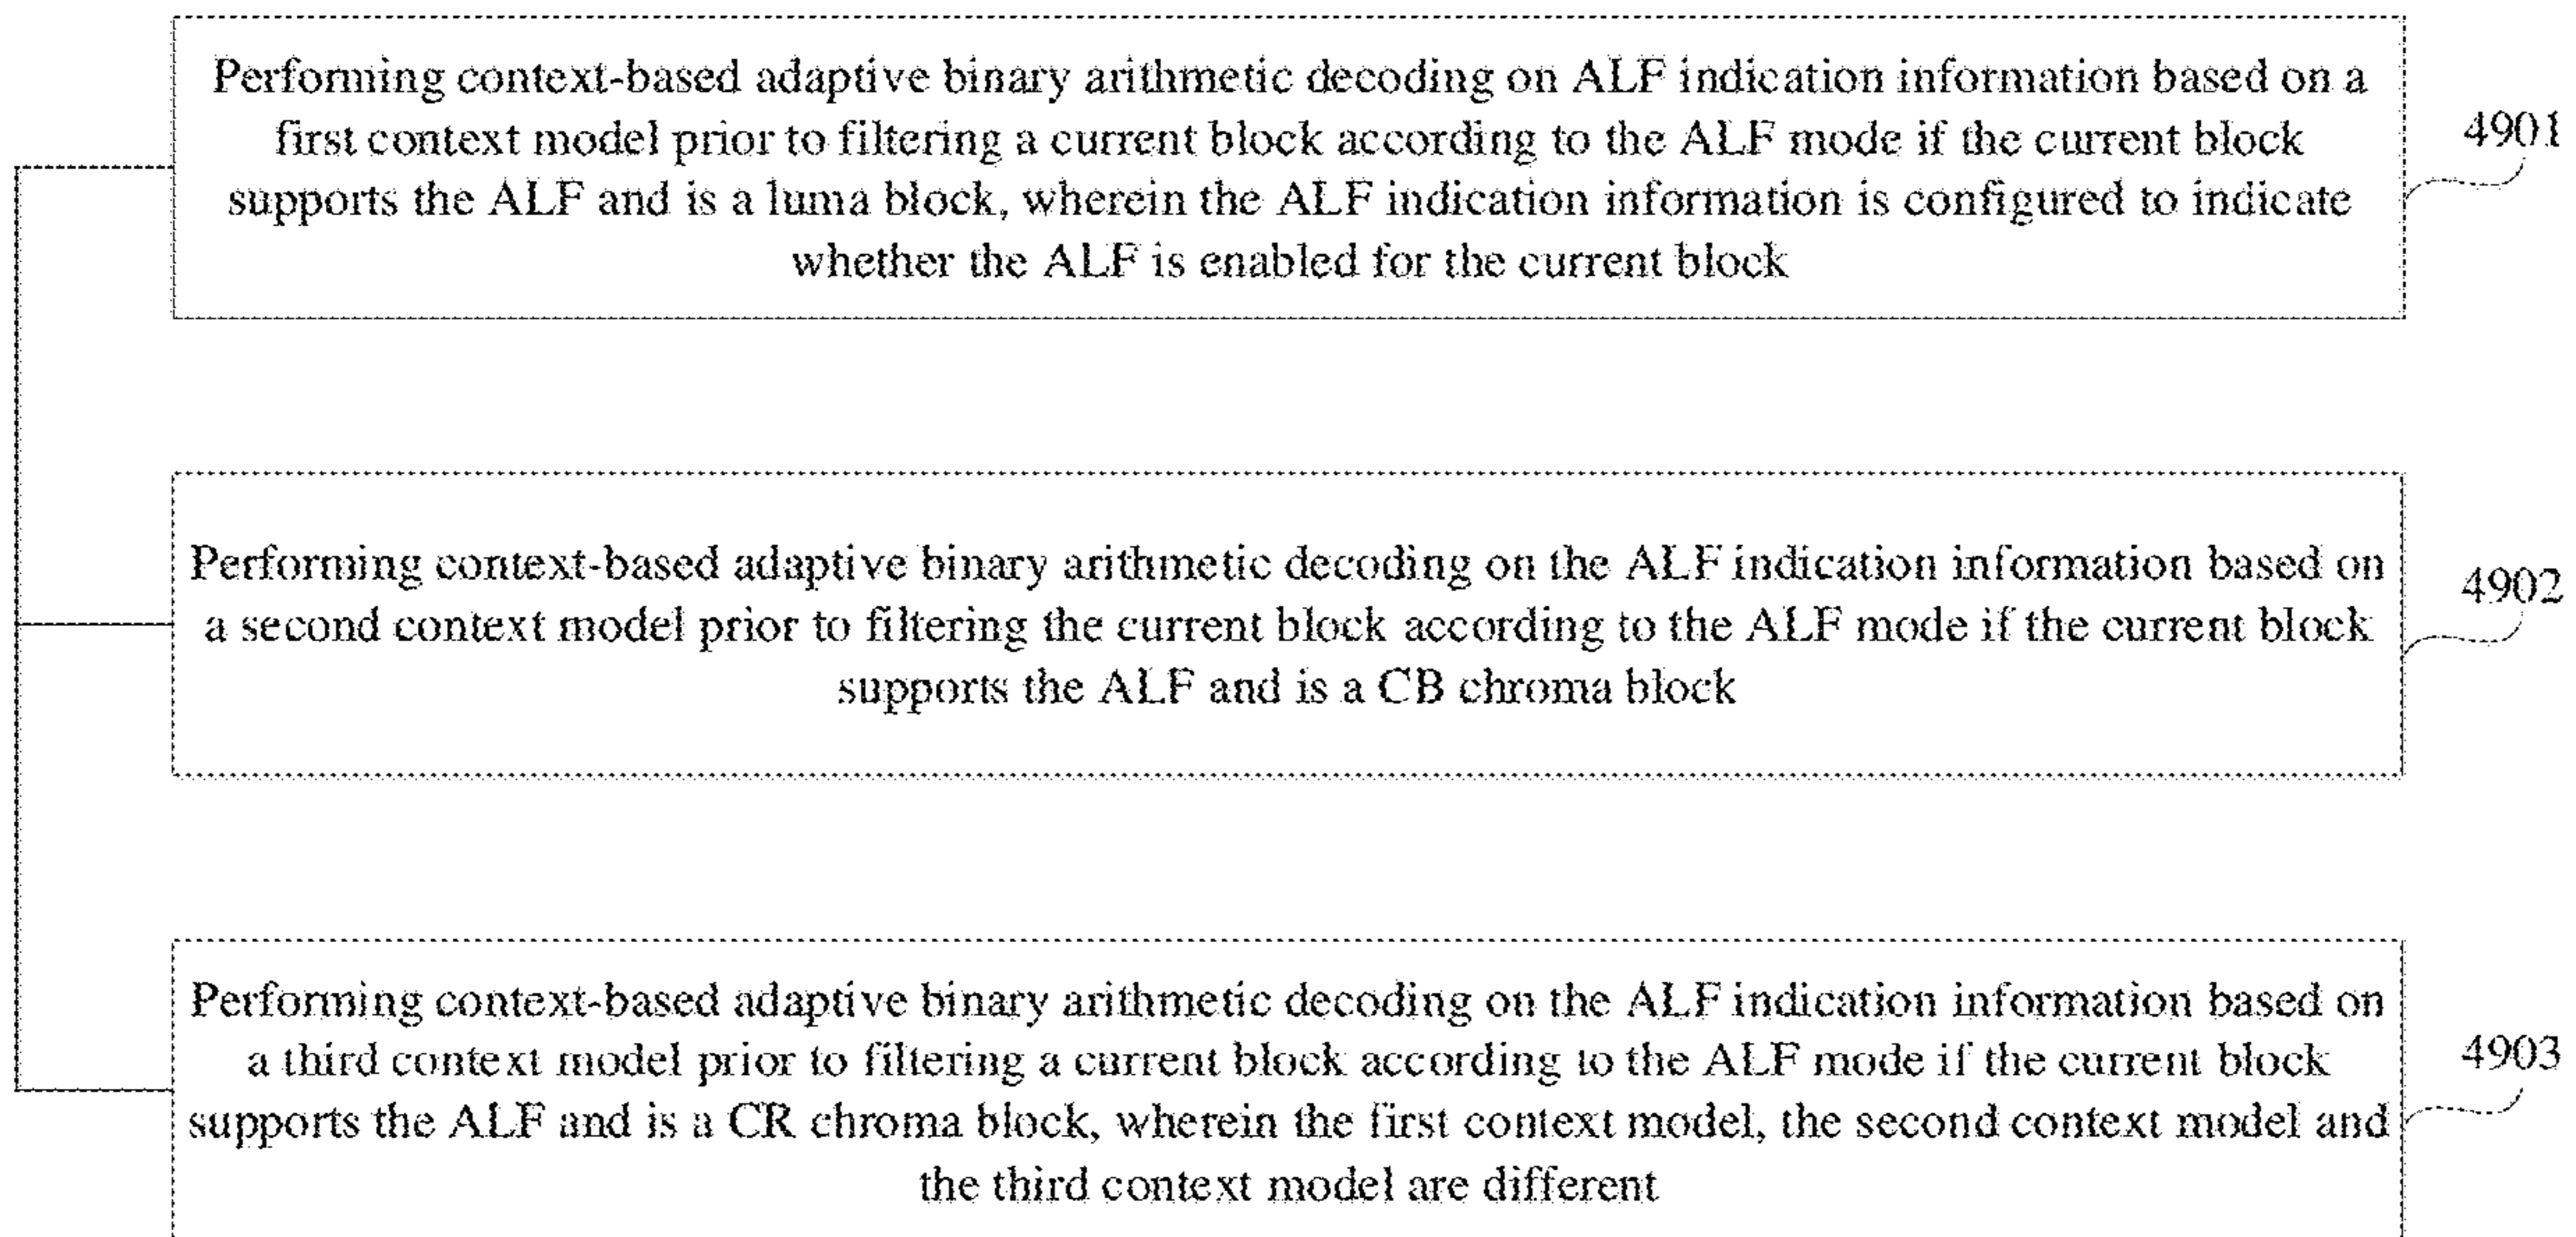 Performing context-based adaptive binary arithmetic decoding on ALF indication information based on a
first context model prior to filtering a current block according to the ALF mode if the current block
supports the ALF and is a luma block, wherein the ALF indication information is configured to indicate
whether the ALF is enabled for the current block
4901
Performing context-based adaptive binary arithmetic decoding on the ALF indication information based on
a second context model prior to filtering the current block according to the ALF mode if the current block
supports the ALF and is a CB chroma block
4902
Performing context-based adaptive binary arithmetic decoding on the ALF indication information based on
a third context model prior to filtering a current block according to the ALF mode if the current block
supports the ALF and is a CR chroma block, wherein the first context model, the second context model and
the third context model are different
4903